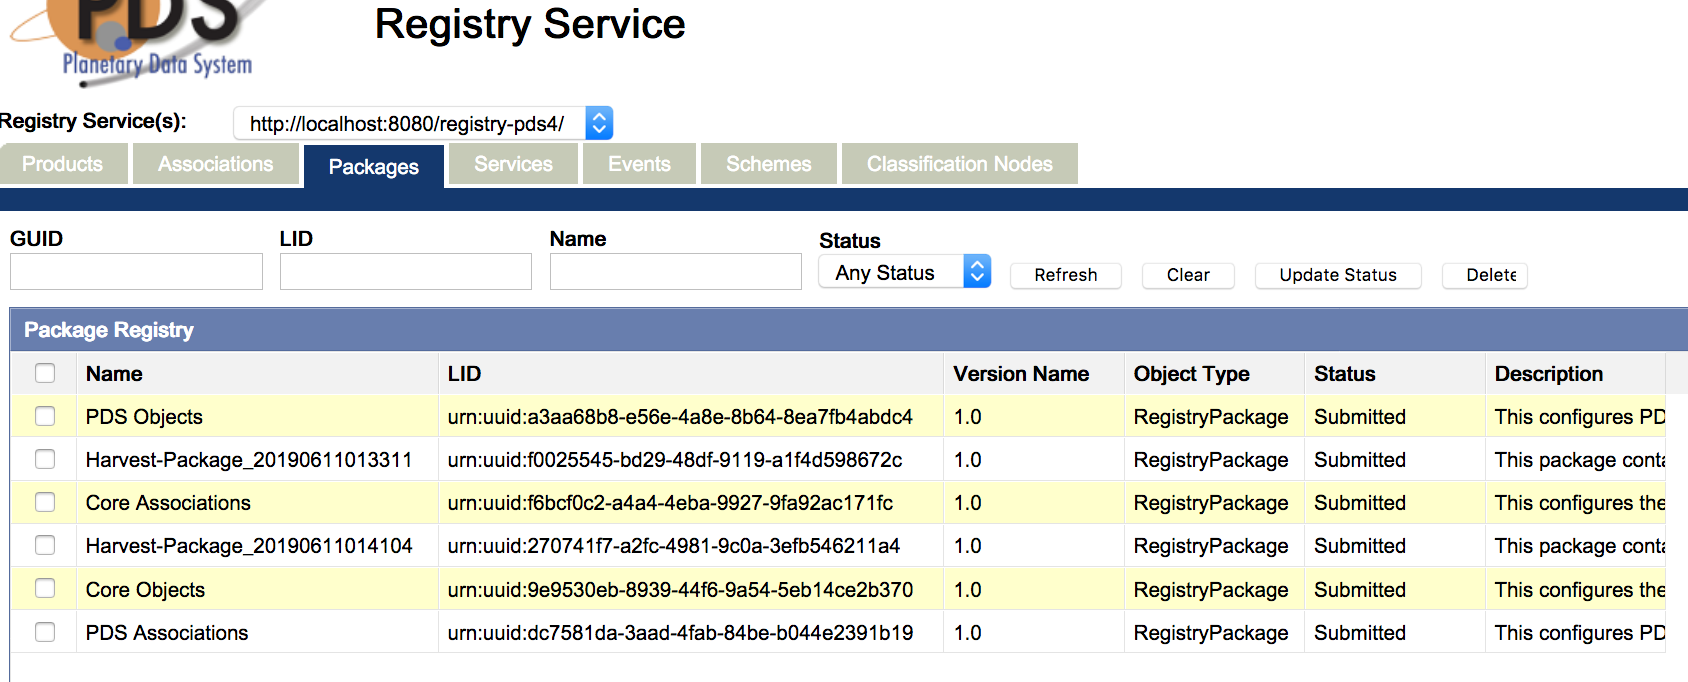 PDS
Registry Service
Planetary Data System
Registry Service(s): http://localhost:8080/registry-pds4/
Products Associations Packages Services Events Schemes Classification Nodes
GUID LID Name Status
Any Status Refresh Clear Update Status Delete
Package Registry
Name LID Version Name Object Type Status Description
PDS Objects urn:uuid:a3aa68b8-e56e-4a8e-8b64-8ea7fb4abdc4 1.0 RegistryPackage Submitted This configures PD
Harvest-Package_20190611013311 urn:uuid:f0025545-bd29-48df-9119-a1f4d598672c 1.0 RegistryPackage Submitted This package conta
Core Associations urn:uuid:f6bcf0c2-a4a4-4eba-9927-9fa92ac171fc 1.0 RegistryPackage Submitted This configures the
Harvest-Package_20190611014104 urn:uuid:270741f7-a2fc-4981-9c0a-3efb546211a4 1.0 RegistryPackage Submitted This package conta
Core Objects urn:uuid:9e9530eb-8939-44f6-9a54-5eb14ce2b370 1.0 RegistryPackage Submitted This configures the
PDS Associations urn:uuid:dc7581da-3aad-4fab-84be-b044e2391b19 1.0 RegistryPackage Submitted This configures PD